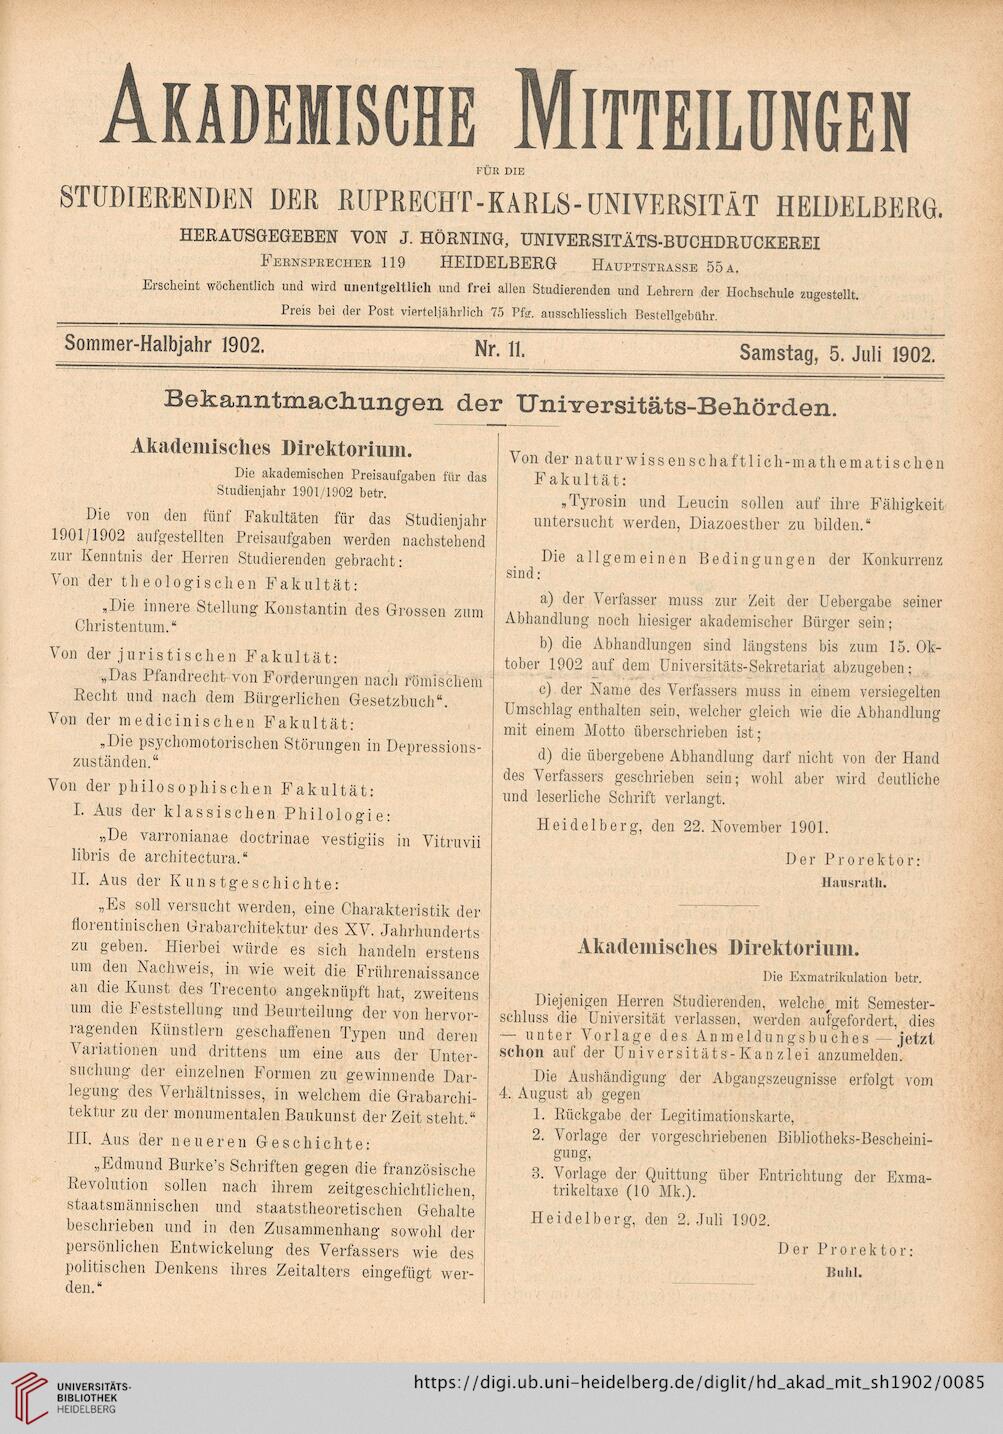 AKADEMISCHE MITTEILUNGEN
FÜR DIE
STUDIERENDEN DER RUPRECHT-KARLS-UNIVERSITÄT HEIDELBERG.
HERAUSGEGEBEN VON J. HÖRNING, UNIVERSITÄTS-BUCHDRUCKEREI
FERNSPRECHER 119 HEIDELBERG HAUPTSTRASSE 55A.
Erscheint wöchentlich und wird unentgeltlich und frei allen Studierenden und Lehrern der Hochschule zugestellt.
Preis bei der Post vierteljährlich 75 Pfg. ausschliesslich Bestellgebühr.
Sommer-Halbjahr 1902. Nr. 11. Samstag, 5. Juli 1902.
Bekanntmachungen der Universitäts-Behörden.
Akademisches Direktorium.
Die akademischen Preisaufgaben für das
Studienjahr 1901/1902 betr.
Die von den fünf Fakultäten für das Studienjahr
1901/1902 aufgestellten Preisaufgaben werden nachstehend
zur Kenntnis der Herren Studierenden gebracht:
Von der theologischen Fakultät:
„Die innere Stellung Konstantin des Grossen zum
Christentum.“
Von der juristischen Fakultät:
„Das Pfandrecht von Forderungen nach römischem
Recht und nach dem Bürgerlichen Gesetzbuch“.
Von der medicinischen Fakultät:
„Die psychomotorischen Störungen in Depressions-
zuständen.“
Von der philosophischen Fakultät:
I. Aus der klassischen Philologie:
„De varronianae doctrinae vestigiis in Vitruvii
libris de architectura.“
II. Aus der Kunstgeschichte:
„Es soll versucht werden, eine Charakteristik der
florentinischen Grabarchitektur des XV. Jahrhunderts
zu geben. Hierbei würde es sich handeln erstens
um den Nachweis, in wie weit die Frührenaissance
an die Kunst des Trecento angeknüpft hat, zweitens
um die Feststellung und Beurteilung der von hervor-
ragenden Künstlern geschaffenen Typen und deren
Variationen und drittens um eine aus der Unter-
suchung der einzelnen Formen zu gewinnende Dar-
legung des Verhältnisses, in welchem die Grabarchi-
tektur zu der monumentalen Baukunst der Zeit steht.“
III. Aus der neueren Geschichte:
„Edmund Burke's Schriften gegen die französische
Revolution sollen nach ihrem zeitgeschichtlichen,
staatsmännischen und staatstheoretischen Gehalte
beschrieben und in den Zusammenhang sowohl der
persönlichen Entwickelung des Verfassers wie des
politischen Denkens ihres Zeitalters eingefügt wer-
den.“
Von der naturwissenschaftlich-mathematischen
Fakultät:
„Tyrosin und Leucin sollen auf ihre Fähigkeit
untersucht werden, Diazoesther zu bilden.“
Die allgemeinen Bedingungen der Konkurrenz
sind:
a) der Verfasser muss zur Zeit der Uebergabe seiner
Abhandlung noch hiesiger akademischer Bürger sein;
b) die Abhandlungen sind längstens bis zum 15. Ok-
tober 1902 auf dem Universitäts-Sekretariat abzugeben;
c) der Name des Verfassers muss in einem versiegelten
Umschlag enthalten sein, welcher gleich wie die Abhandlung
mit einem Motto überschrieben ist;
d) die übergebene Abhandlung darf nicht von der Hand
des Verfassers geschrieben sein; wohl aber wird deutliche
und leserliche Schrift verlangt.
Heidelberg, den 22. November 1901.
Der Prorektor:
Hausrath.
Akademisches Direktorium.
Die Exmatrikulation betr.
Diejenigen Herren Studierenden, welche mit Semester-
schluss die Universität verlassen, werden aufgefordert, dies
— unter Vorlage des Anmeldungsbuches — jetzt
schon auf der Universitäts-Kanzlei anzumelden.
Die Aushändigung der Abgangszeugnisse erfolgt vom
4. August ab gegen
1. Rückgabe der Legitimationskarte,
2. Vorlage der vorgeschriebenen Bibliotheks-Bescheini-
gung,
3. Vorlage der Quittung über Entrichtung der Exma-
trikeltaxe (10 Mk.).
Heidelberg, den 2. Juli 1902.
Der Prorektor:
Buhl.
UNIVERSITÄTS-
BIBLIOTHEK
HEIDELBERG
https://digi.ub.uni-heidelberg.de/diglit/hd_akad_mit_sh1902/0085